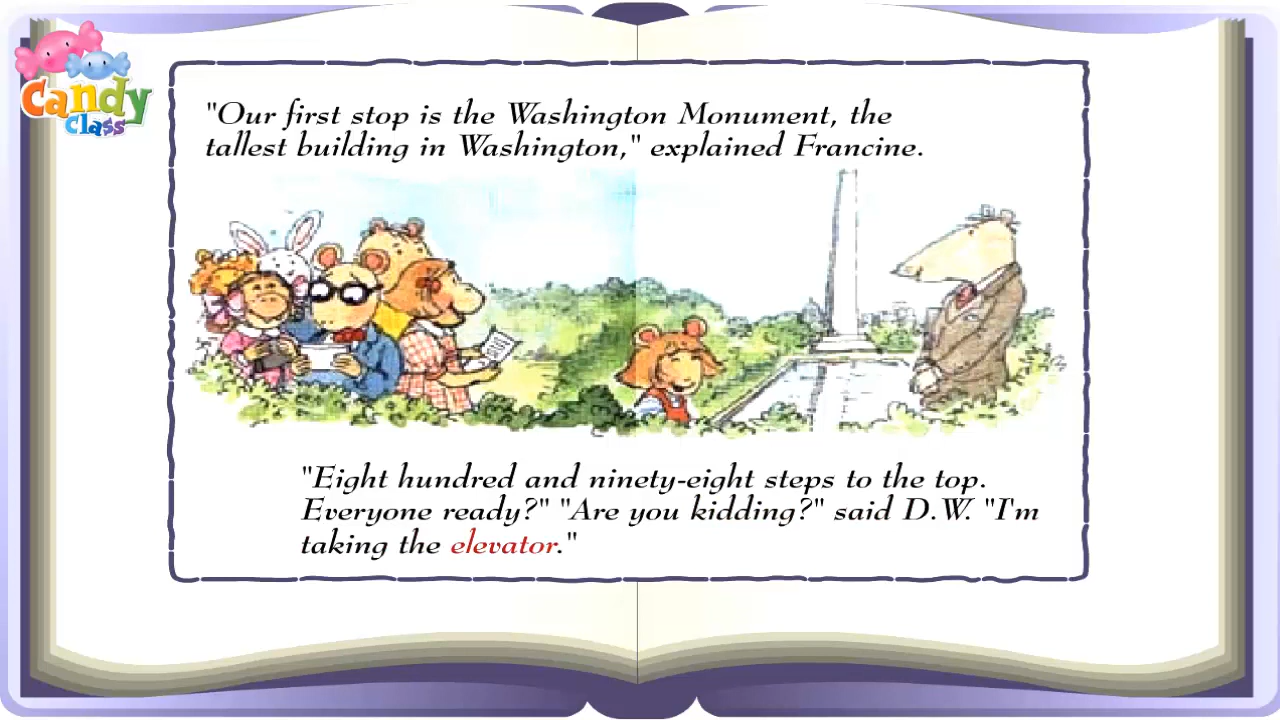 Candy
Class
"Our first stop is the Washington Monument, the
tallest building in Washington," explained Francine.
"Eight hundred and ninety-eight steps to the top.
Everyone ready?" "Are you kidding?" said D.W. "I'm
taking the elevator."